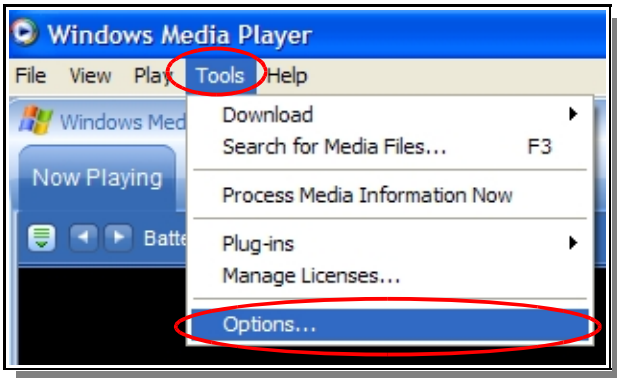 Windows Media Player
File View Play Tools Help
Windows Med
Download
Search for Media Files... F3
Now Playing
Process Media Information Now
Batte
Plug-ins
Manage Licenses...
Options...